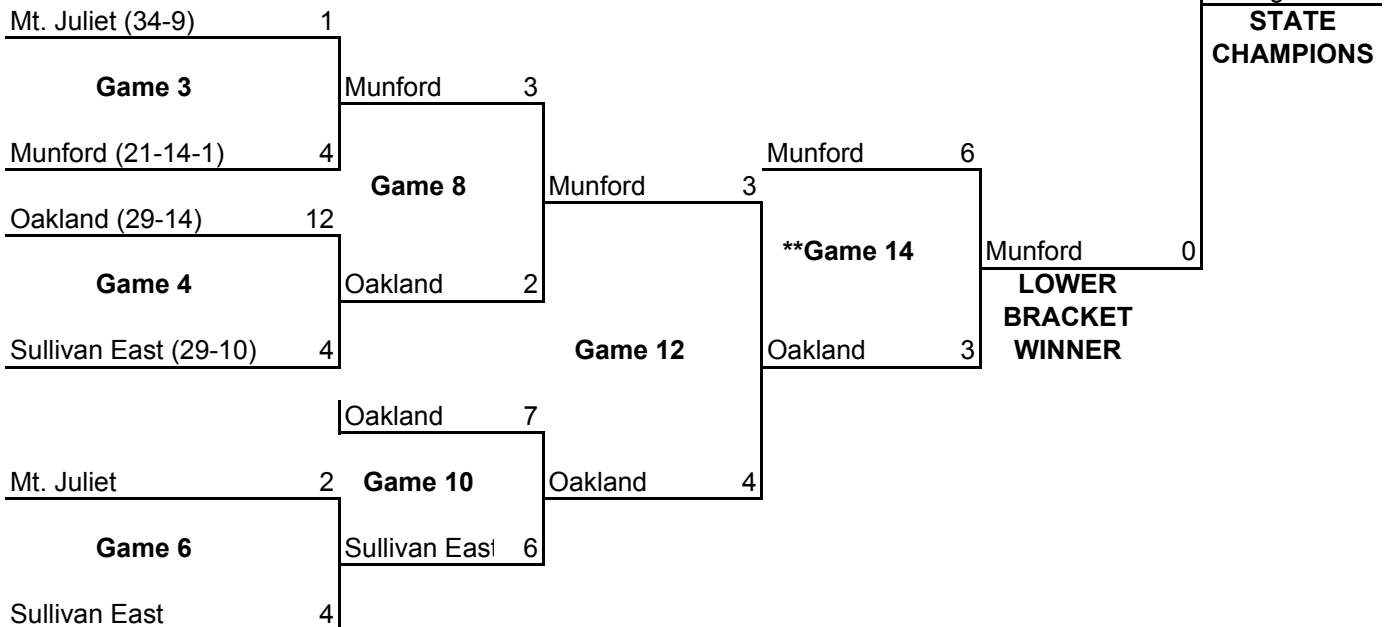 Mt. Juliet (34-9) 1
STATE
CHAMPIONS
Game 3
Munford 3
Munford (21-14-1) 4
Munford 6
Game 8
Munford 3
Oakland (29-14) 12
**Game 14
Munford 0
Game 4
Oakland 2
LOWER
BRACKET
WINNER
Sullivan East (29-10) 4
Game 12
Oakland 3
Oakland 7
Mt. Juliet 2
Game 10
Oakland 4
Game 6
Sullivan East 6
Sullivan East 4